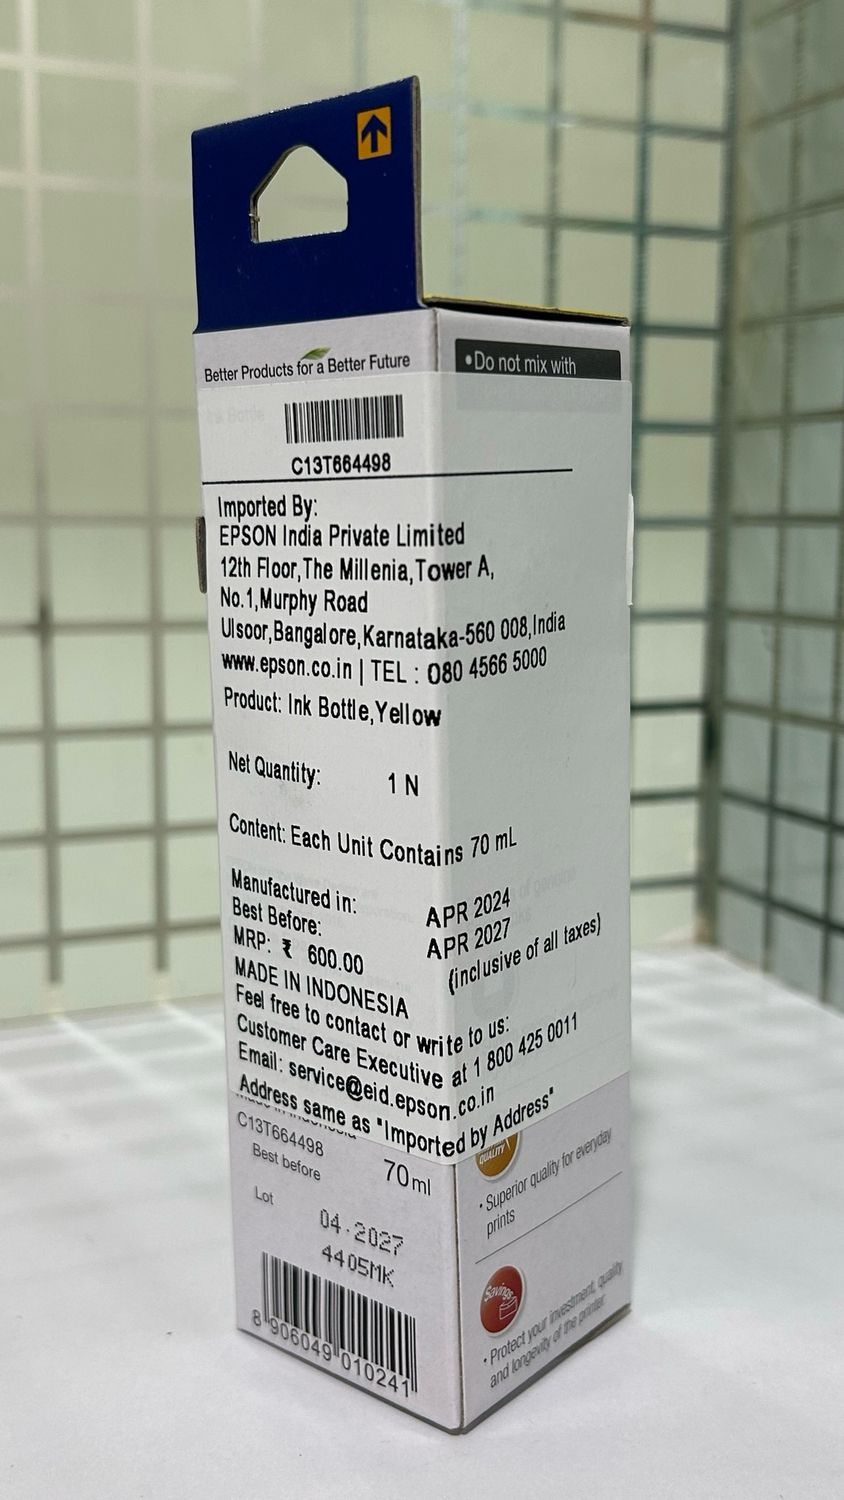 Better Products for a Better Future
•Do not mix with
C13T664498
Imported By:
EPSON India Private Limited
12th Floor,The Millenia,Tower A,
No.1,Murphy Road
Ulsoor,Bangalore,Karnataka-560 008,India
www.epson.co.in | TEL : 080 4566 5000
Product: Ink Bottle,Yellow
Net Quantity: 1 N
Content: Each Unit Contains 70 mL
Manufactured in: APR 2024
Best Before: APR 2027
MRP: ₹ 600.00 (inclusive of all taxes)
MADE IN INDONESIA
Feel free to contact or write to us:
Customer Care Executive at 1 800 425 0011
Email: service@eid.epson.co.in
Address same as "Imported by Address"
C13T664498
Best before 70ml
Lot
04-2027
4405MK
8 906049 010241
QUALITY
• Superior quality for everyday
prints
Savings
• Protect your investment, quality
and longevity of the printer